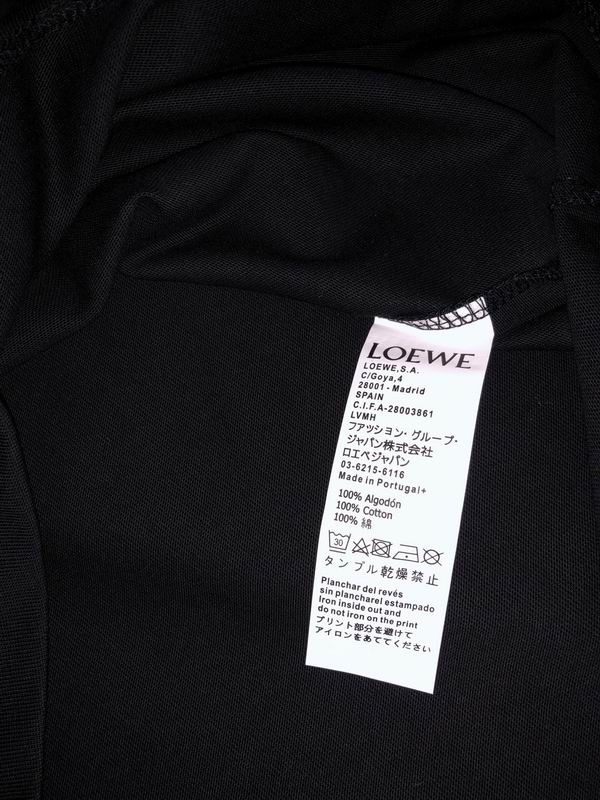 LOEWE
LOEWE,S.A.
C/Goya,4
28001 - Madrid
SPAIN
C.I.F.A-28003861
LVMH
ファッション・グループ・
ジャパン株式会社
ロエベジャパン
03-6215-6116
Made in Portugal+
100% Algodón
100% Cotton
100% 綿
30
タンブル乾燥禁止
Planchar del revés
sin plancharel estampado
Iron inside out and
do not iron on the print
プリント部分を避けて
アイロンをあててください